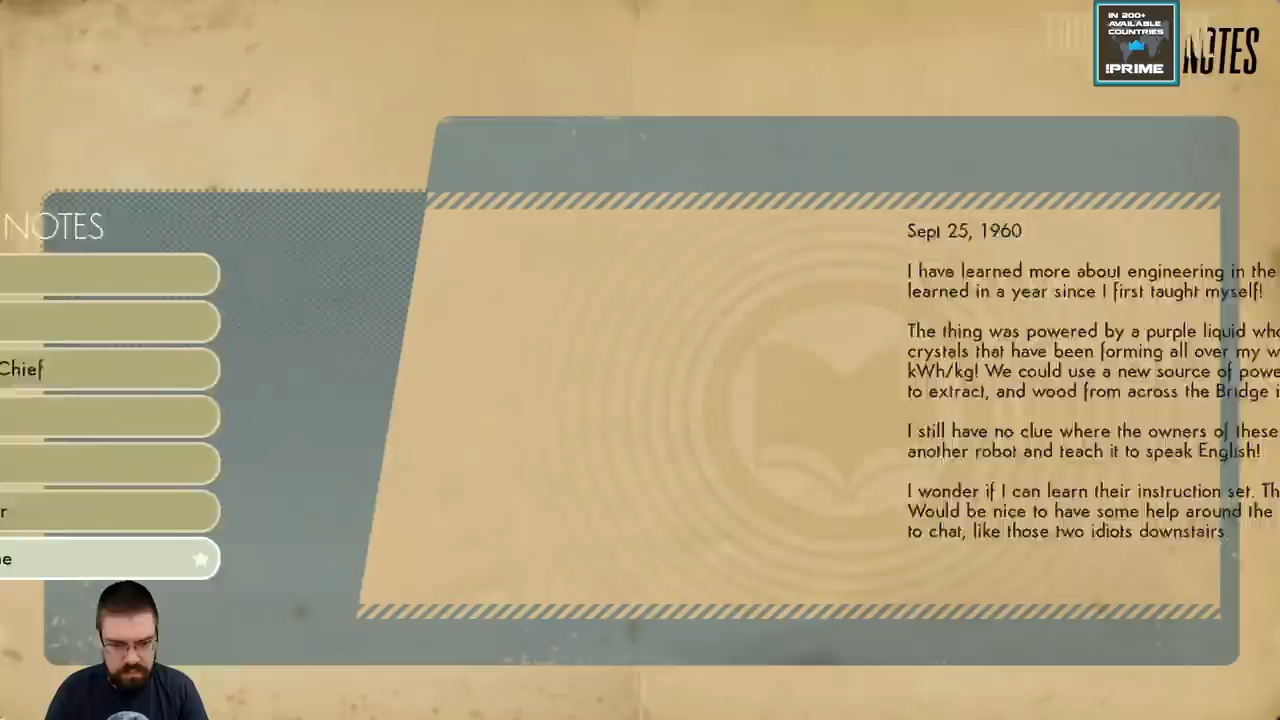 IN 200+
AVAILABLE
COUNTRIES
!PRIME
NOTES
NOTES
Chief
r
e
Sept 25, 1960
I have learned more about engineering in the
learned in a year since I first taught myself!
The thing was powered by a purple liquid
crystals that have been forming all over my
kWh/kg! We could use a new source of
to extract, and wood from across the Bridge
I still have no clue where the owners of these
another robot and teach it to speak English!
I wonder if I can learn their instruction set.
Would be nice to have some help around the
to chat, like those two idiots downstairs.